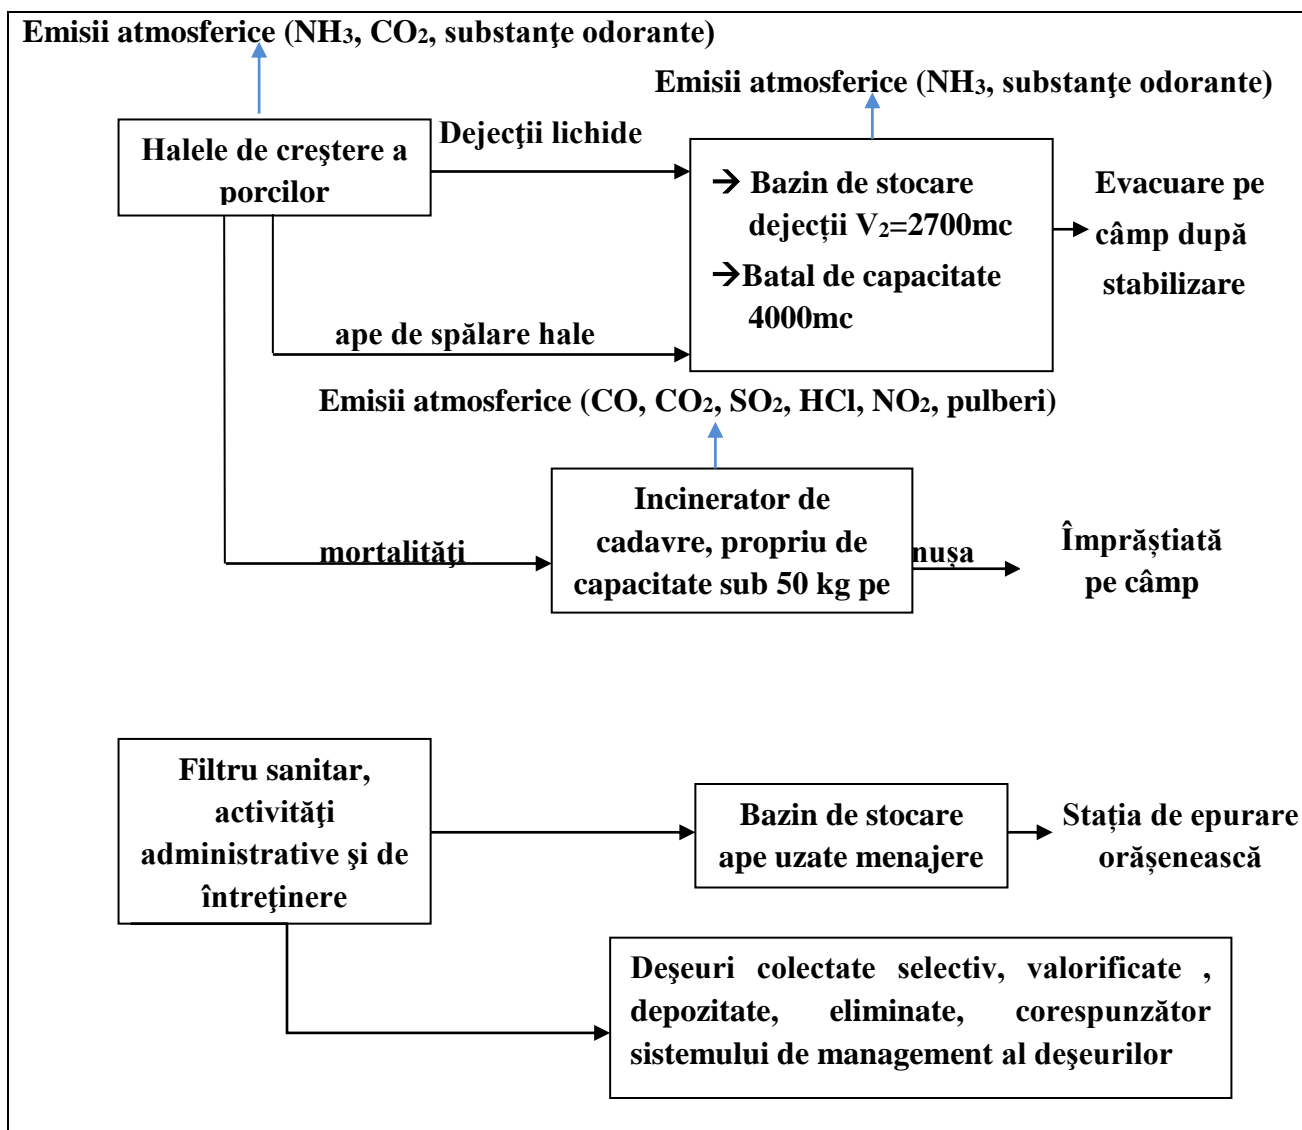 Emisii atmosferice (NH₃, CO₂, substanţe odorante)
Emisii atmosferice (NH₃, substanţe odorante)
Halele de creştere a
porcilor
Dejecţii lichide
→ Bazin de stocare
dejecții V₂=2700mc
→Batal de capacitate
4000mc
Evacuare pe
câmp după
stabilizare
ape de spălare hale
Emisii atmosferice (CO, CO₂, SO₂, HCl, NO₂, pulberi)
mortalităţi
Incinerator de
cadavre, propriu de
capacitate sub 50 kg pe
nușa
Împrăștiată
pe câmp
Filtru sanitar,
activităţi
administrative şi de
întreţinere
Bazin de stocare
ape uzate menajere
Stația de epurare
orășenească
Deşeuri colectate selectiv, valorificate ,
depozitate, eliminate, corespunzător
sistemului de management al deşeurilor